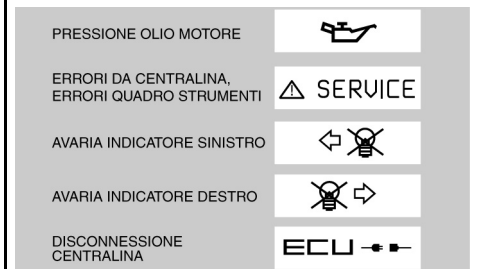 PRESSIONE OLIO MOTORE
ERRORI DA CENTRALINA,
ERRORI QUADRO STRUMENTI
SERVICE
AVARIA INDICATORE SINISTRO
AVARIA INDICATORE DESTRO
DISCONNESSIONE
CENTRALINA
ECU